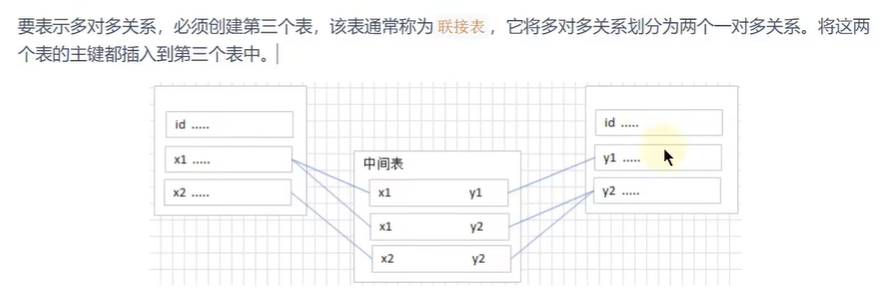 要表示多对多关系，必须创建第三个表，该表通常称为 联接表 ，它将多对多关系划分为两个一对多关系。将这两
个表的主键都插入到第三个表中。
id .....
x1 .....
x2 .....
中间表
x1 y1
x1 y2
x2 y2
id .....
y1 .....
y2 .....